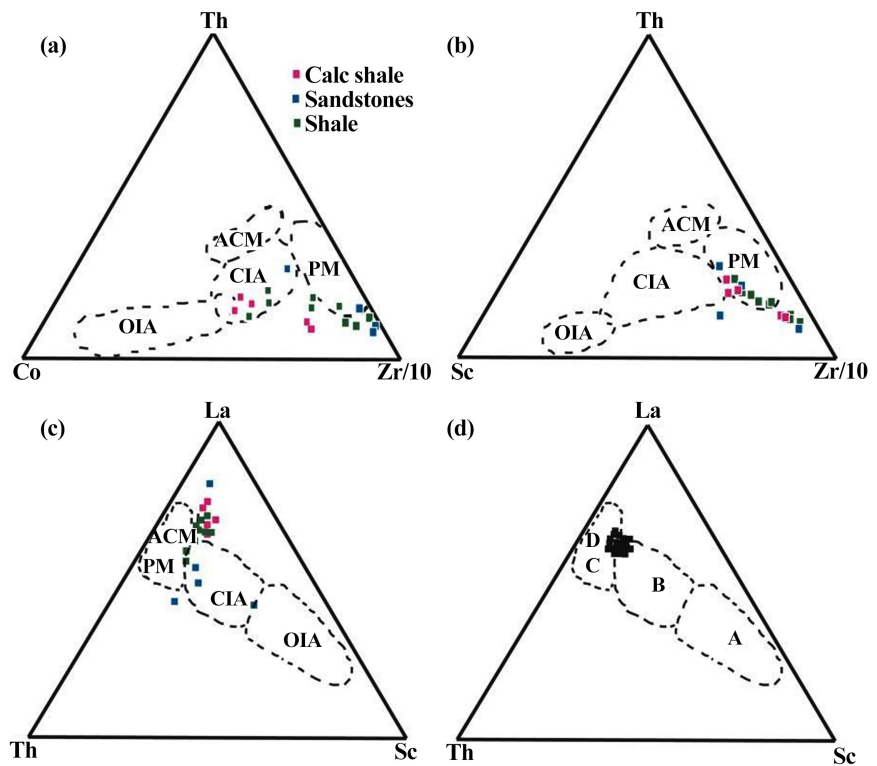 Th
(a)
Calc shale
Sandstones
Shale
ACM
CIA
PM
OIA
Co
Zr/10
Th
(b)
ACM
PM
CIA
OIA
Sc
Zr/10
La
(c)
ACM
PM
CIA
OIA
Th
Sc
La
(d)
D
C
B
A
Th
Sc